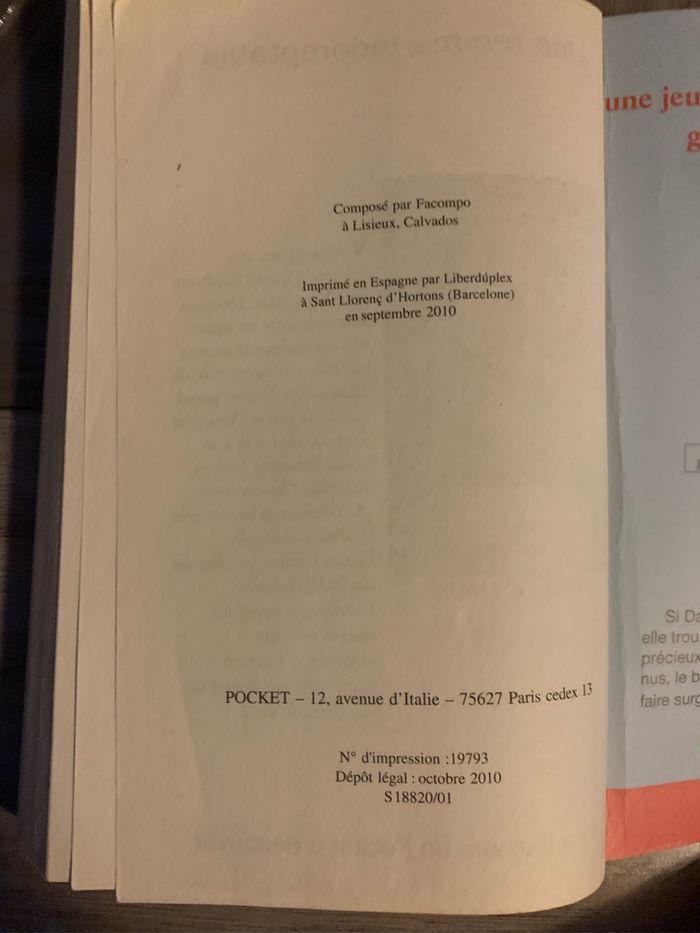 Composé par Facompo
à Lisieux, Calvados
Imprimé en Espagne par Liberdúplex
à Sant Llorenç d'Hortons (Barcelone)
en septembre 2010
POCKET – 12, avenue d'Italie – 75627 Paris cedex 13
N° d'impression :19793
Dépôt légal : octobre 2010
S18820/01
une jeu
g
Si Da
elle trou
précieux
nus, le b
faire surg